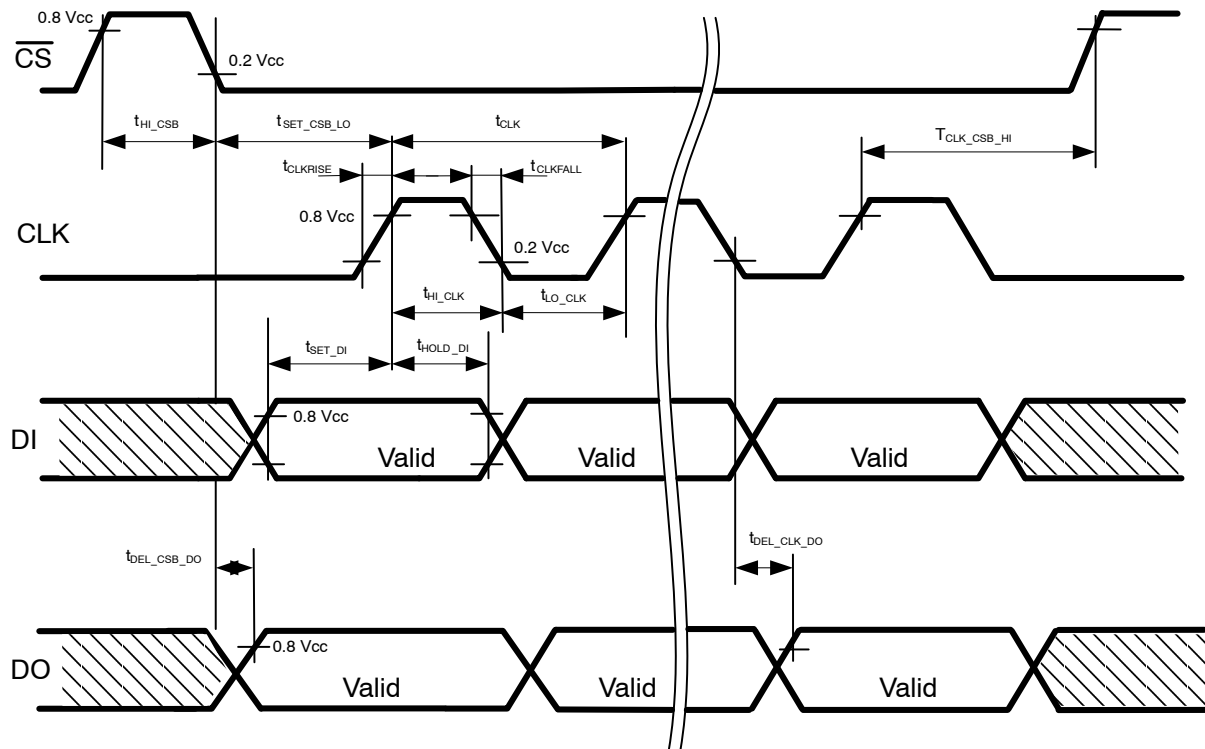 0.8 Vcc
CS
0.2 Vcc
tHI_CSB
tSET_CSB_LO
tCLK
TCLK_CSB_HI
tCLKRISE
tCLKFALL
0.8 Vcc
CLK
0.2 Vcc
tHI_CLK
tLO_CLK
tSET_DI
tHOLD_DI
0.8 Vcc
DI
Valid
Valid
Valid
tDEL_CSB_DO
tDEL_CLK_DO
0.8 Vcc
DO
Valid
Valid
Valid